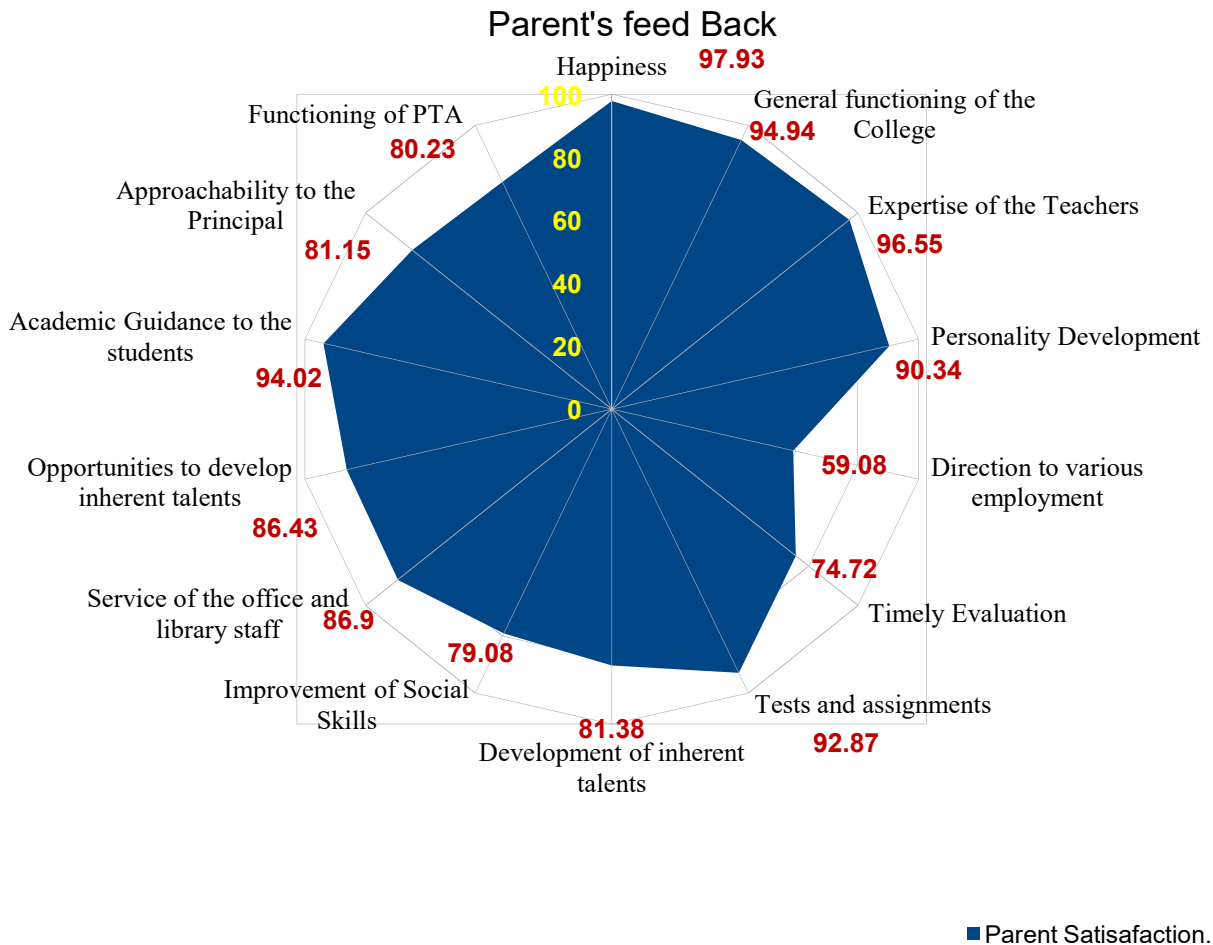 Parent's feed Back
Happiness
97.93
General functioning of the
College
94.94
Expertise of the Teachers
96.55
Personality Development
90.34
Direction to various
employment
59.08
Timely Evaluation
74.72
Tests and assignments
92.87
Development of inherent
talents
81.38
Improvement of Social
Skills
79.08
Service of the office and
library staff
86.9
Opportunities to develop
inherent talents
86.43
Academic Guidance to the
students
94.02
Approachability to the
Principal
81.15
Functioning of PTA
80.23
100
80
60
40
20
0
Parent Satisafaction.